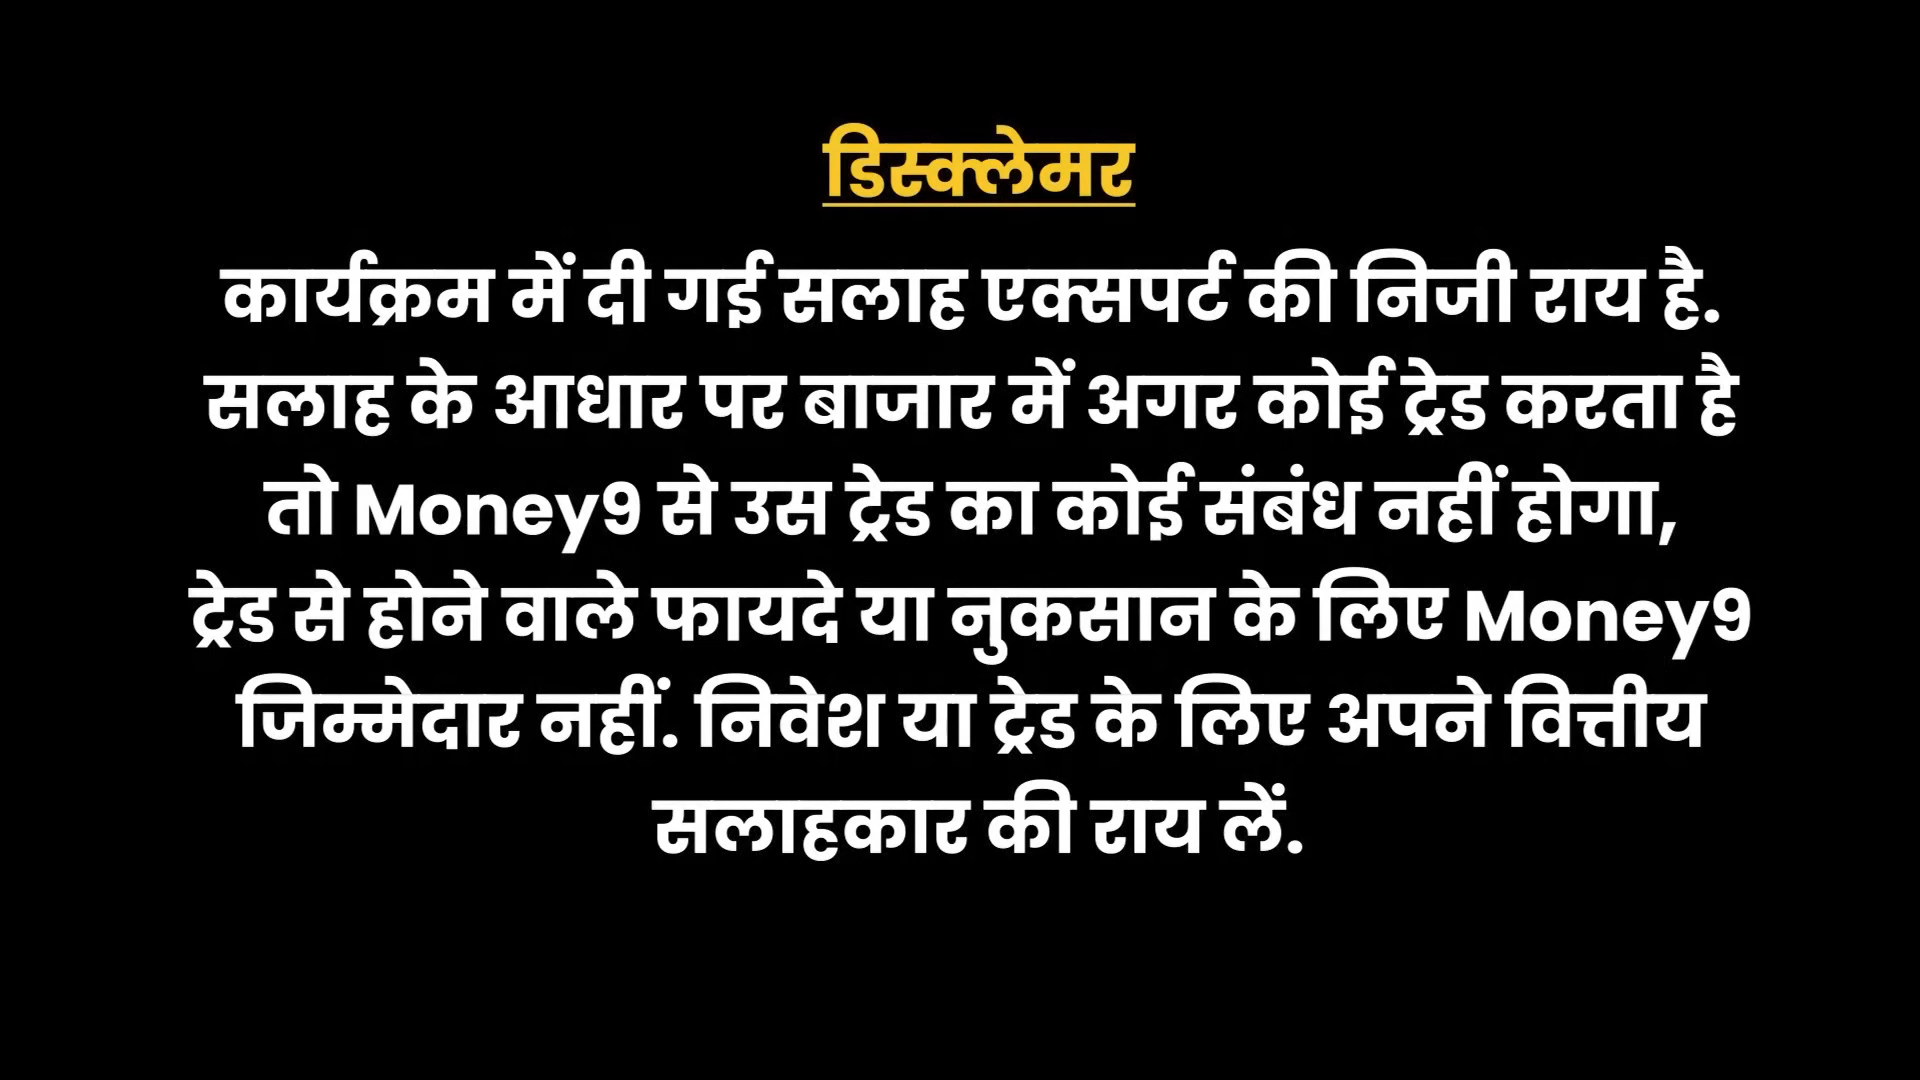 डिस्क्लेमर
कार्यक्रम में दी गई सलाह एक्सपर्ट की निजी राय है.
सलाह के आधार पर बाजार में अगर कोई ट्रेड करता है
तो Money9 से उस ट्रेड का कोई संबंध नहीं होगा,
ट्रेड से होने वाले फायदे या नुकसान के लिए Money9
जिम्मेदार नहीं. निवेश या ट्रेड के लिए अपने वित्तीय
सलाहकार की राय लें.